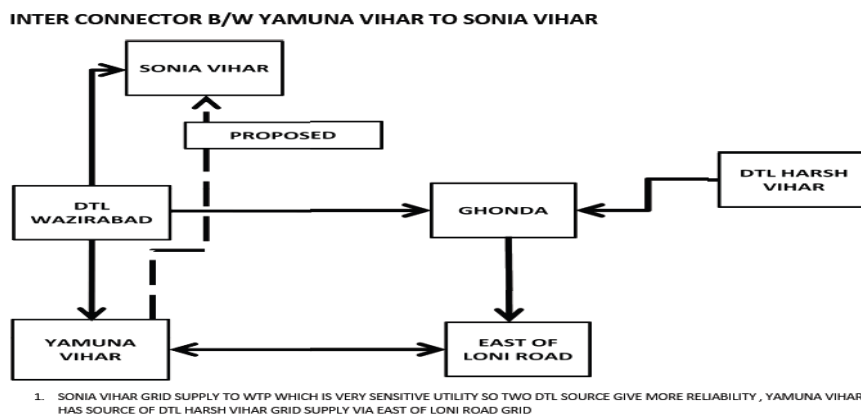 INTER CONNECTOR B/W YAMUNA VIHAR TO SONIA VIHAR
SONIA VIHAR
PROPOSED
DTL HARSH
VIHAR
DTL
WAZIRABAD
GHONDA
YAMUNA
VIHAR
EAST OF
LONI ROAD
1. SONIA VIHAR GRID SUPPLY TO WTP WHICH IS VERY SENSITIVE UTILITY SO TWO DTL SOURCE GIVE MORE RELIABILITY , YAMUNA VIHAR
HAS SOURCE OF DTL HARSH VIHAR GRID SUPPLY VIA EAST OF LONI ROAD GRID